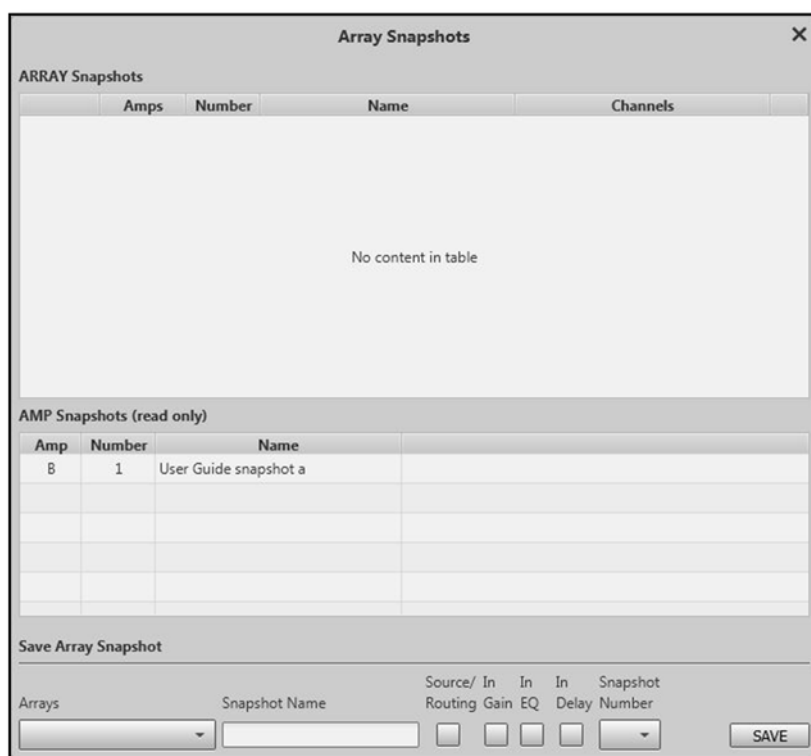 Array Snapshots
ARRAY Snapshots
Amps Number Name Channels
No content in table
AMP Snapshots (read only)
Amp Number Name
B 1 User Guide snapshot a
Save Array Snapshot
Source/ In In In Snapshot
Arrays Snapshot Name Routing Gain EQ Delay Number
SAVE